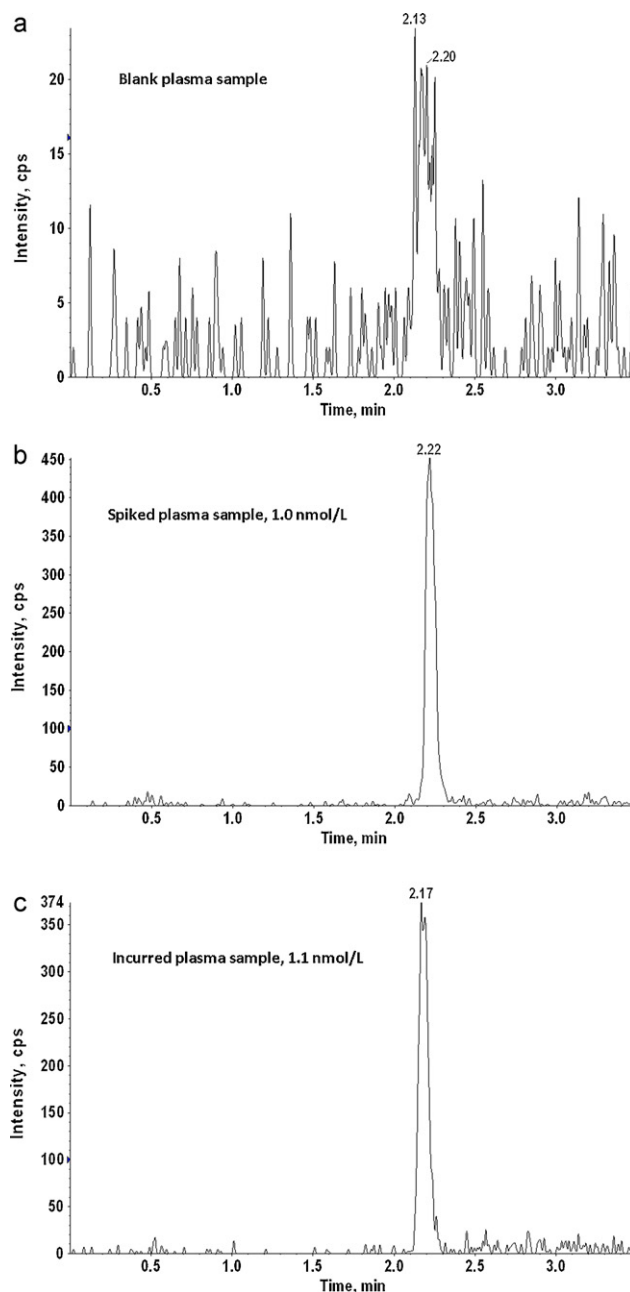 a
2.13
2.20
Blank plasma sample
Intensity, cps
20
15
10
5
0
0.5 1.0 1.5 2.0 2.5 3.0
Time, min
b
2.22
Spiked plasma sample, 1.0 nmol/L
Intensity, cps
450
400
350
300
250
200
150
100
50
0
0.5 1.0 1.5 2.0 2.5 3.0
Time, min
c
2.17
Incurred plasma sample, 1.1 nmol/L
Intensity, cps
374
350
300
250
200
150
100
50
0
0.5 1.0 1.5 2.0 2.5 3.0
Time, min